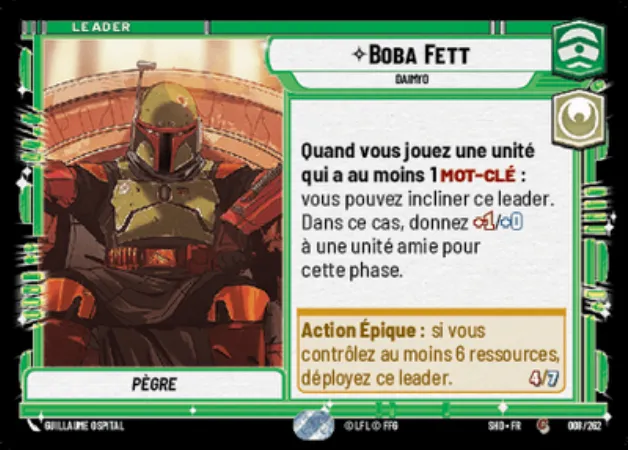 LEADER
BOBA FETT
DAIMYO
Quand vous jouez une unité
qui a au moins 1 MOT-CLÉ :
vous pouvez incliner ce leader.
Dans ce cas, donnez +1/+0
à une unité amie pour
cette phase.
Action Épique : si vous
contrôlez au moins 6 ressources,
déployez ce leader. 4/7
PÈGRE
GUILLAUME OSPITAL
©LFL © FFG
SHD • FR
008/262